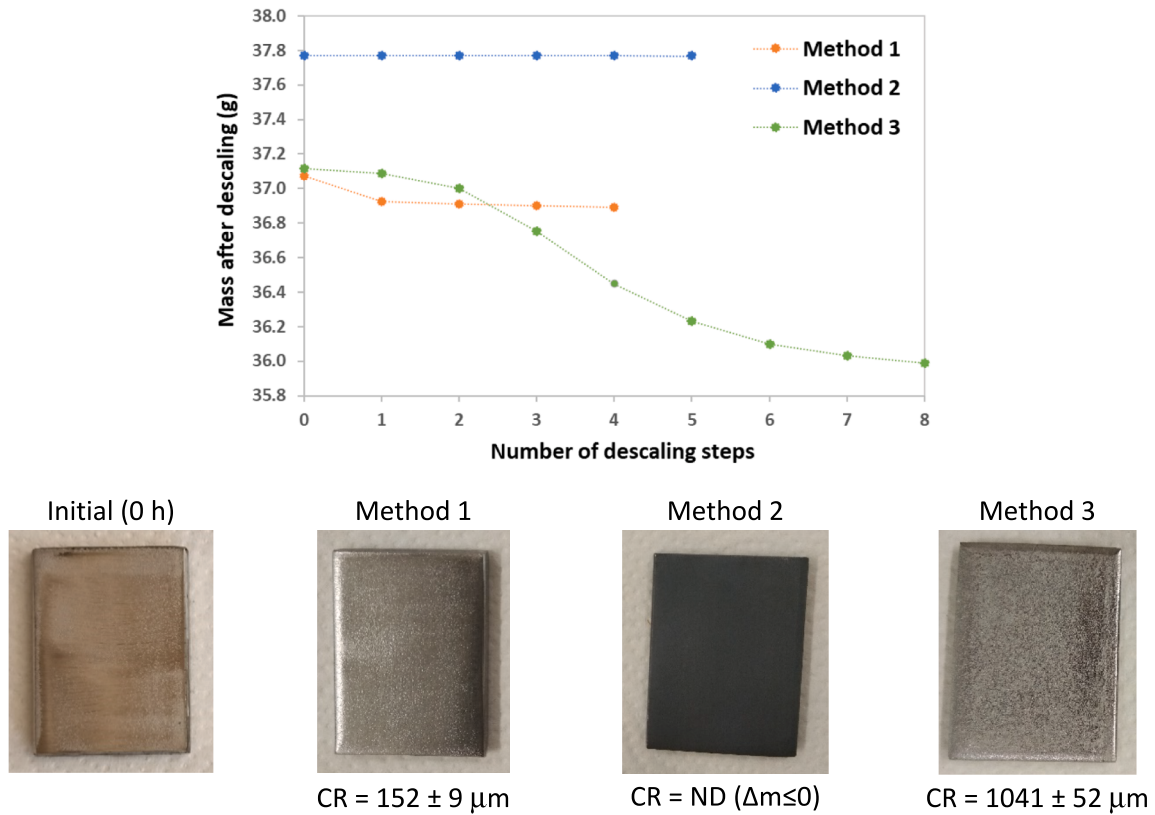 38.0
37.8
37.6
37.4
37.2
37.0
36.8
36.6
36.4
36.2
36.0
35.8
Mass after descaling (g)
Method 1
Method 2
Method 3
0 1 2 3 4 5 6 7 8
Number of descaling steps
Initial (0 h) Method 1 Method 2 Method 3
CR = 152 ± 9 μm CR = ND (Δm≤0) CR = 1041 ± 52 μm